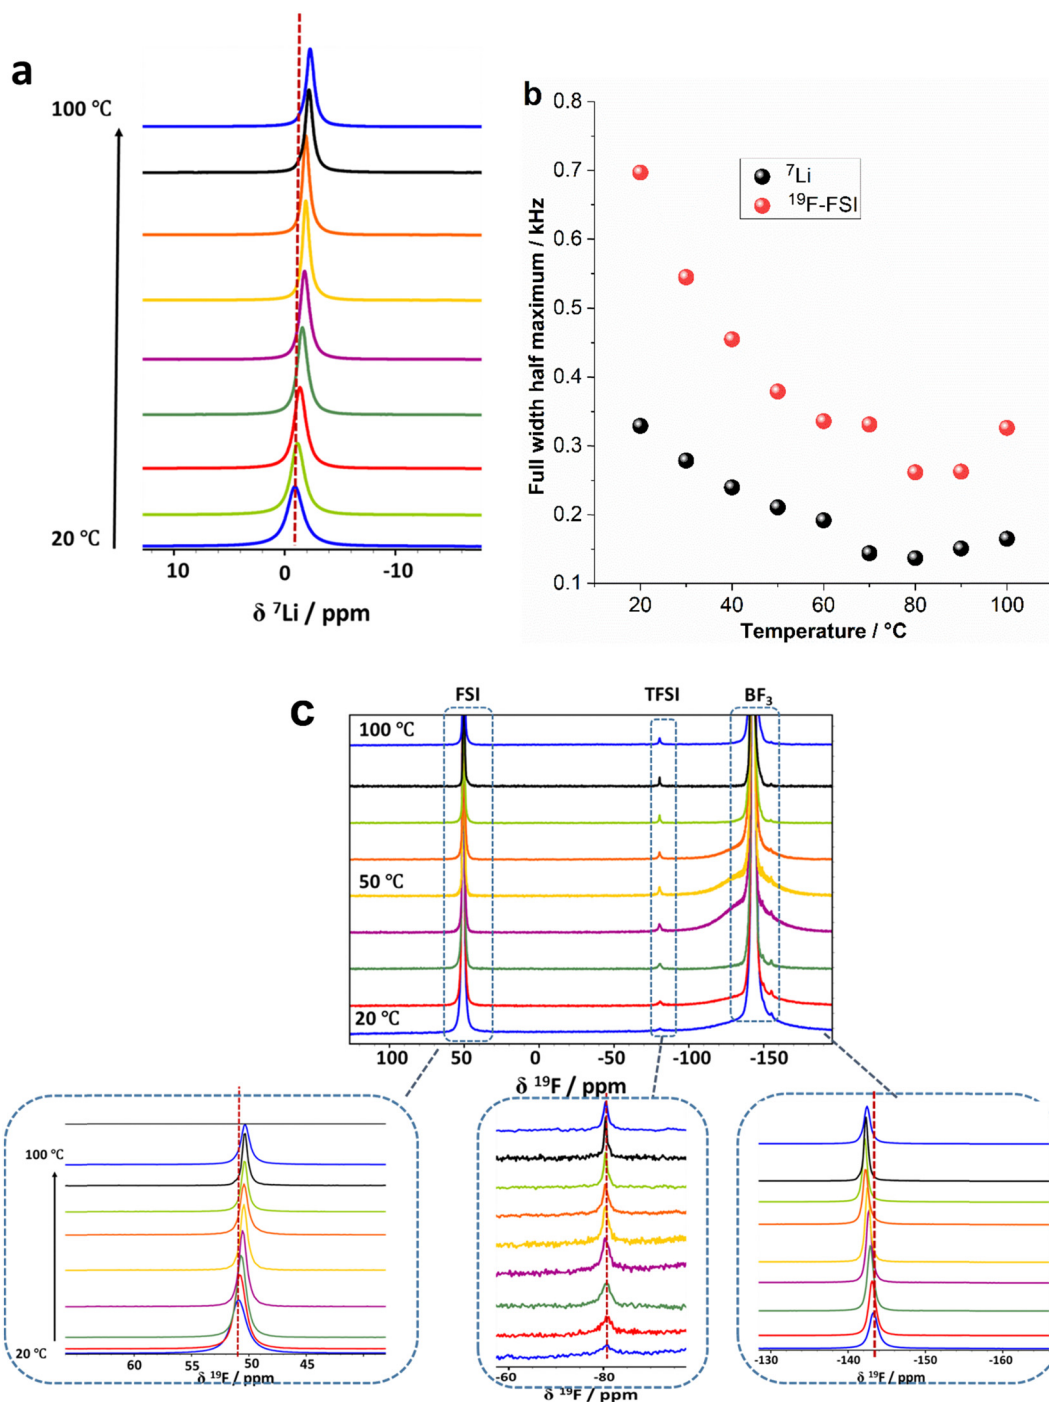 a
100 °C
20 °C
10 0 -10
δ ⁷Li / ppm
b
Full width half maximum / kHz
0.8
0.7
0.6
0.5
0.4
0.3
0.2
0.1
⁷Li
¹⁹F-FSI
20 40 60 80 100
Temperature / °C
c
FSI TFSI BF₃
100 °C
50 °C
20 °C
100 50 0 -50 -100 -150
δ ¹⁹F / ppm
100 °C
20 °C
60 55 50 45
δ ¹⁹F / ppm
-60 -80
δ ¹⁹F / ppm
-130 -140 -150 -160
δ ¹⁹F / ppm